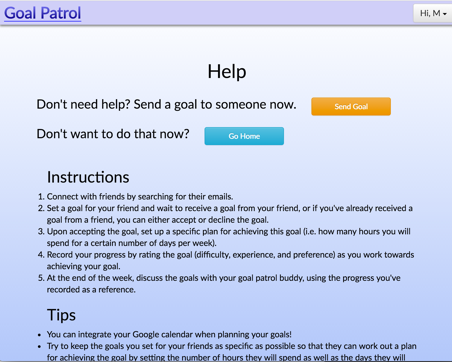 Goal Patrol
Hi, M
Help
Don't need help? Send a goal to someone now.
Send Goal
Don't want to do that now?
Go Home
Instructions
1. Connect with friends by searching for their emails.
2. Set a goal for your friend and wait to receive a goal from your friend, or if you've already received a
goal from a friend, you can either accept or decline the goal.
3. Upon accepting the goal, set up a specific plan for achieving this goal (i.e. how many hours you will
spend for a certain number of days per week).
4. Record your progress by rating the goal (difficulty, experience, and preference) as you work towards
achieving your goal.
5. At the end of the week, discuss the goals with your goal patrol buddy, using the progress you've
recorded as a reference.
Tips
• You can integrate your Google calendar when planning your goals!
• Try to keep the goals you set for your friends as specific as possible so that they can work out a plan
for achieving the goal by setting the number of hours they will spend as well as the days they will